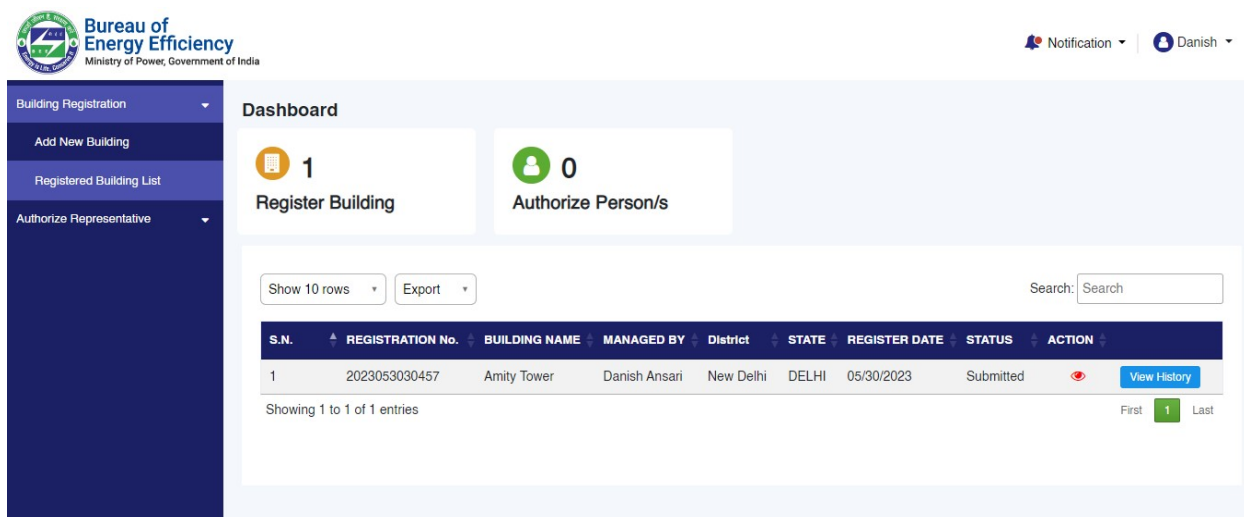 Bureau of
Energy Efficiency
Ministry of Power, Government of India
Notification
Danish
Building Registration
Add New Building
Registered Building List
Authorize Representative
Dashboard
1
Register Building
0
Authorize Person/s
Show 10 rows
Export
Search: Search
S.N. REGISTRATION No. BUILDING NAME MANAGED BY District STATE REGISTER DATE STATUS ACTION
1 2023053030457 Amity Tower Danish Ansari New Delhi DELHI 05/30/2023 Submitted View History
Showing 1 to 1 of 1 entries
First 1 Last